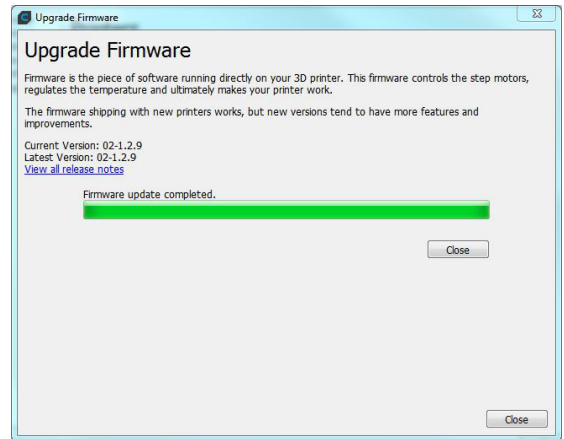 Upgrade Firmware
Upgrade Firmware
Firmware is the piece of software running directly on your 3D printer. This firmware controls the step motors,
regulates the temperature and ultimately makes your printer work.
The firmware shipping with new printers works, but new versions tend to have more features and
improvements.
Current Version: 02-1.2.9
Latest Version: 02-1.2.9
View all release notes
Firmware update completed.
Close
Close